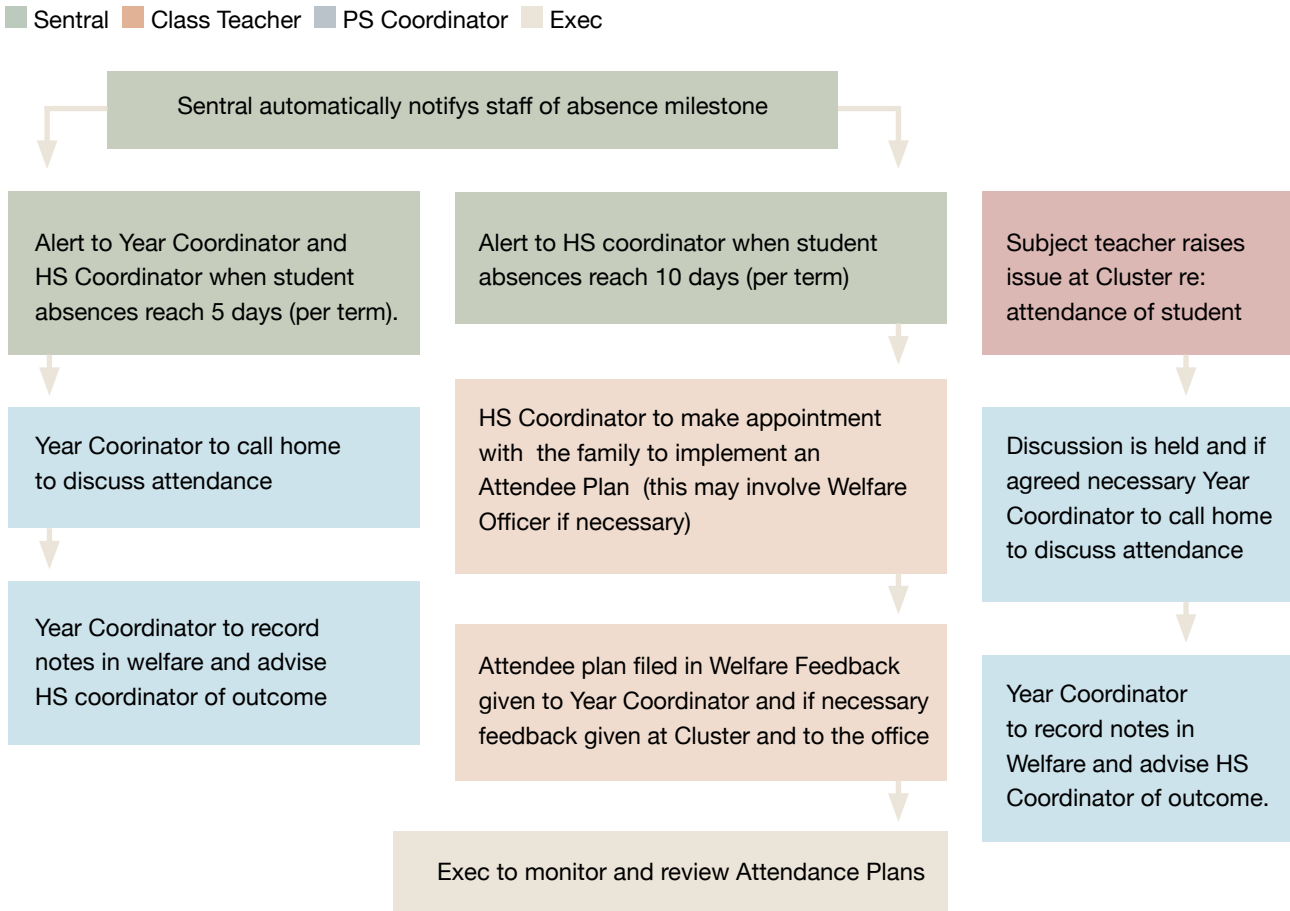 Sentral Class Teacher PS Coordinator Exec
Sentral automatically notifys staff of absence milestone
Alert to Year Coordinator and
HS Coordinator when student
absences reach 5 days (per term).
Year Coorinator to call home
to discuss attendance
Year Coordinator to record
notes in welfare and advise
HS coordinator of outcome
Alert to HS coordinator when student
absences reach 10 days (per term)
HS Coordinator to make appointment
with the family to implement an
Attendee Plan (this may involve Welfare
Officer if necessary)
Attendee plan filed in Welfare Feedback
given to Year Coordinator and if necessary
feedback given at Cluster and to the office
Exec to monitor and review Attendance Plans
Subject teacher raises
issue at Cluster re:
attendance of student
Discussion is held and if
agreed necessary Year
Coordinator to call home
to discuss attendance
Year Coordinator
to record notes in
Welfare and advise HS
Coordinator of outcome.